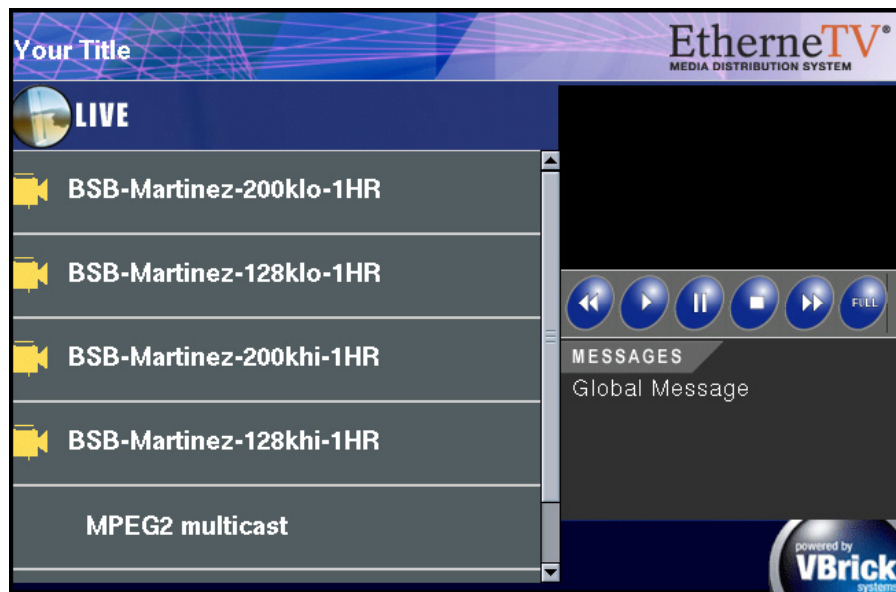 Your Title
EtherneTV®
MEDIA DISTRIBUTION SYSTEM
LIVE
BSB-Martinez-200klo-1HR
BSB-Martinez-128klo-1HR
BSB-Martinez-200khi-1HR
BSB-Martinez-128khi-1HR
MPEG2 multicast
FULL
MESSAGES
Global Message
powered by
VBrick
systems